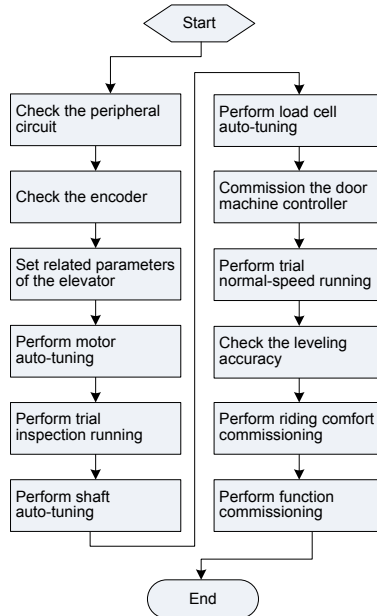 Start
Check the peripheral
circuit
Check the encoder
Set related parameters
of the elevator
Perform motor
auto-tuning
Perform trial
inspection running
Perform shaft
auto-tuning
Perform load cell
auto-tuning
Commission the door
machine controller
Perform trial
normal-speed running
Check the leveling
accuracy
Perform riding comfort
commissioning
Perform function
commissioning
End